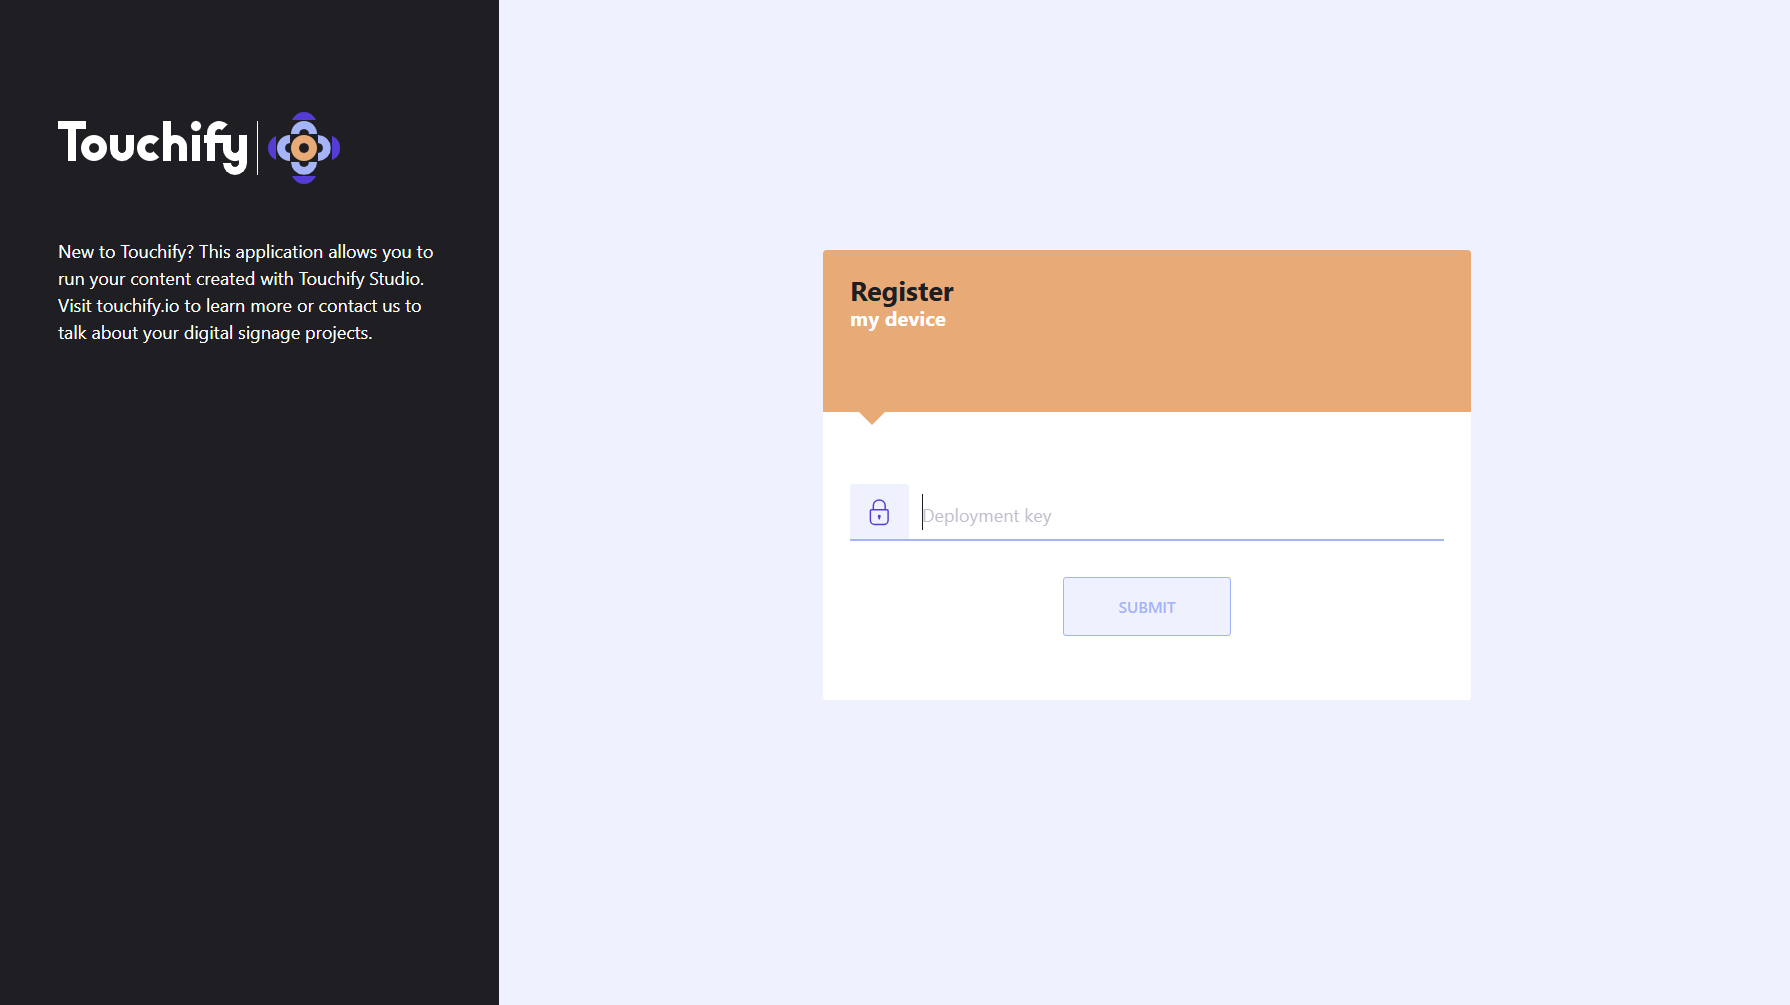 Touchify
New to Touchify? This application allows you to
run your content created with Touchify Studio.
Visit touchify.io to learn more or contact us to
talk about your digital signage projects.
Register
my device
Deployment key
SUBMIT